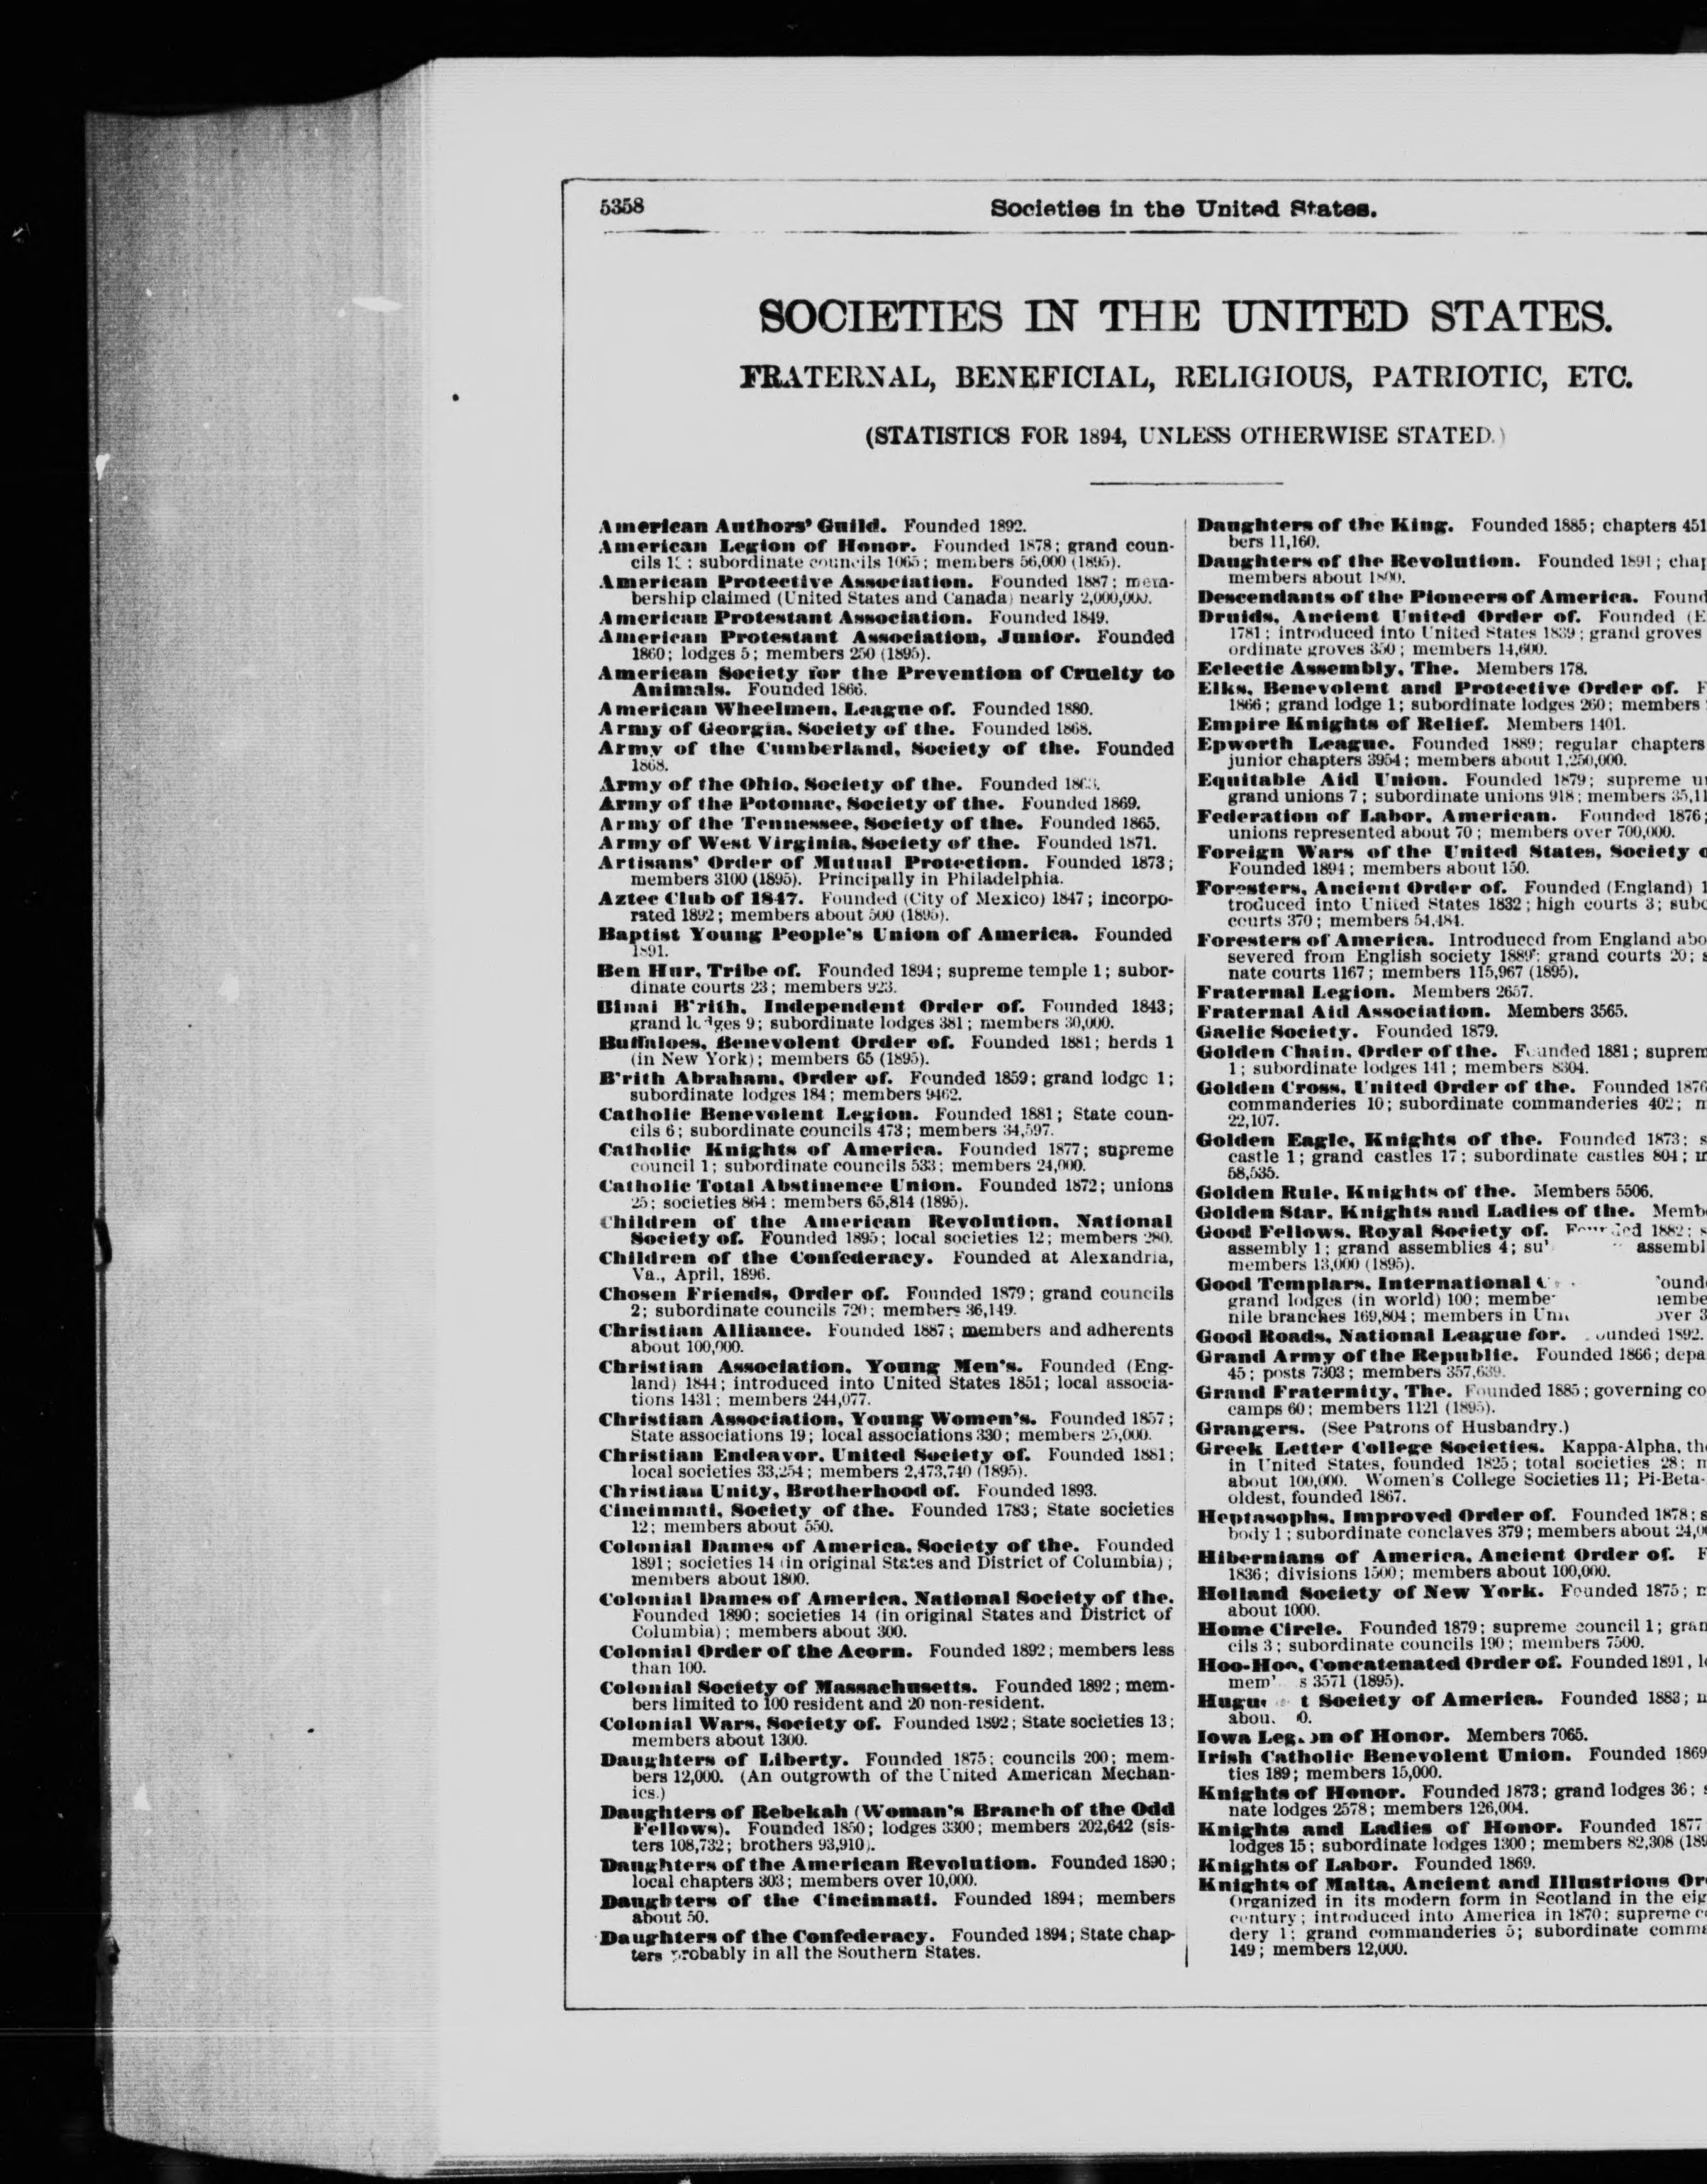 5358
Societies in the United States.
SOCIETIES IN THE UNITED STATES.
FRATERNAL, BENEFICIAL, RELIGIOUS, PATRIOTIC, ETC.
(STATISTICS FOR 1894, UNLESS OTHERWISE STATED.)
American Authors' Guild. Founded 1892.
American Legion of Honor. Founded 1878; grand coun-
cils ; subordinate councils 1065; members 56,000 (1895).
American Protective Association. Founded 1887; mem-
bership claimed (United States and Canada) nearly 2,000,000.
American Protestant Association. Founded 1849.
American Protestant Association, Junior. Founded
1860; lodges 5; members 250 (1895).
American Society for the Prevention of Cruelty to
Animals. Founded 1866.
American Wheelmen, League of. Founded 1880.
Army of Georgia, Society of the. Founded 1868.
Army of the Cumberland, Society of the. Founded
1868.
Army of the Ohio, Society of the. Founded
Army of the Potomac, Society of the. Founded 1869.
Army of the Tennessee, Society of the. Founded 1865.
Army of West Virginia, Society of the. Founded 1871.
Artisans' Order of Mutual Protection. Founded 1873;
members 3100 (1895). Principally in Philadelphia.
Aztec Club of 1847. Founded (City of Mexico) 1847; incorpo-
rated 1892; members about 500 (1895).
Baptist Young People's Union of America. Founded
1891.
Ben Hur, Tribe of. Founded 1894; supreme temple 1; subor-
dinate courts 23; members 923.
Binai B'rith, Independent Order of. Founded 1843;
grand lodges 9; subordinate lodges 381; members 30,000.
Buffaloes, Benevolent Order of. Founded 1881; herds 1
(in New York); members 65 (1895).
B'rith Abraham, Order of. Founded 1859; grand lodge 1;
subordinate lodges 184; members 9462.
Catholic Benevolent Legion. Founded 1881; State coun-
cils 6; subordinate councils 473; members 34,597.
Catholic Knights of America. Founded 1877; supreme
council 1; subordinate councils 533; members 24,000.
Catholic Total Abstinence Union. Founded 1872; unions
25; societies 864; members 65,814 (1895).
Children of the American Revolution, National
Society of. Founded 1895; local societies 12; members 280.
Children of the Confederacy. Founded at Alexandria,
Va., April, 1896.
Chosen Friends, Order of. Founded 1879; grand councils
2; subordinate councils 720; members 36,149.
Christian Alliance. Founded 1887; members and adherents
about 100,000.
Christian Association, Young Men's. Founded (Eng-
land) 1844; introduced into United States 1851; local associa-
tions 1431; members 244,077.
Christian Association, Young Women's. Founded 1857;
State associations 19; local associations 330; members 25,000.
Christian Endeavor, United Society of. Founded 1881;
local societies 33,254; members 2,473,740 (1895).
Christian Unity, Brotherhood of. Founded 1893.
Cincinnati, Society of the. Founded 1783; State societies
12; members about 550.
Colonial Dames of America, Society of the. Founded
1891; societies 14 (in original States and District of Columbia);
members about 1800.
Colonial Dames of America, National Society of the.
Founded 1890; societies 14 (in original States and District of
Columbia); members about 300.
Colonial Order of the Acorn. Founded 1892; members less
than 100.
Colonial Society of Massachusetts. Founded 1892; mem-
bers limited to 100 resident and 20 non-resident.
Colonial Wars, Society of. Founded 1892; State societies 13;
members about 1300.
Daughters of Liberty. Founded 1875; councils 200; mem-
bers 12,000. (An outgrowth of the United American Mechan-
ics.)
Daughters of Rebekah (Woman's Branch of the Odd
Fellows). Founded 1850; lodges 3300; members 202,642 (sis-
ters 108,732; brothers 93,910).
Daughters of the American Revolution. Founded 1890;
local chapters 303; members over 10,000.
Daughters of the Cincinnati. Founded 1894; members
about 50.
Daughters of the Confederacy. Founded 1894; State chap-
ters probably in all the Southern States.
Daughters of the King. Founded 1885; chapters 451
bers 11,160.
Daughters of the Revolution. Founded 1891; chap
members about 1800.
Descendants of the Pioneers of America. Found
Druids, Ancient United Order of. Founded (E
1781; introduced into United States 1839; grand groves
ordinate groves 350; members 14,600.
Eclectic Assembly, The. Members 178.
Elks, Benevolent and Protective Order of. F
1866; grand lodge 1; subordinate lodges 260; members
Empire Knights of Relief. Members 1401.
Epworth League. Founded 1889; regular chapters
junior chapters 3954; members about 1,250,000.
Equitable Aid Union. Founded 1879; supreme un
grand unions 7; subordinate unions 918; members 35,11
Federation of Labor, American. Founded 1876;
unions represented about 70; members over 700,000.
Foreign Wars of the United States, Society o
Founded 1894; members about 150.
Foresters, Ancient Order of. Founded (England) 1
troduced into United States 1832; high courts 3; subo
courts 370; members 54,484.
Foresters of America. Introduced from England abo
severed from English society 1889; grand courts 20; s
nate courts 1167; members 115,967 (1895).
Fraternal Legion. Members 2657.
Fraternal Aid Association. Members 3565.
Gaelic Society. Founded 1879.
Golden Chain, Order of the. Founded 1881; suprem
1; subordinate lodges 141; members 8304.
Golden Cross, United Order of the. Founded 1876
commanderies 10; subordinate commanderies 402; m
22,107.
Golden Eagle, Knights of the. Founded 1873; s
castle 1; grand castles 17; subordinate castles 804; m
58,535.
Golden Rule, Knights of the. Members 5506.
Golden Star, Knights and Ladies of the. Memb
Good Fellows, Royal Society of. Founded 1882; s
assembly 1; grand assemblies 4; su' assembl
members 13,000 (1895).
Good Templars, International ound
grand lodges (in world) 100; membe embe
nile branches 169,804; members in Un over 3
Good Roads, National League for. Founded 1892.
Grand Army of the Republic. Founded 1866; depa
45; posts 7303; members 357,639.
Grand Fraternity, The. Founded 1885; governing co
camps 60; members 1121 (1895).
Grangers. (See Patrons of Husbandry.)
Greek Letter College Societies. Kappa-Alpha, the
in United States, founded 1825; total societies 28; m
about 100,000. Women's College Societies 11; Pi-Beta-
oldest, founded 1867.
Heptasophs, Improved Order of. Founded 1878; s
body 1; subordinate conclaves 379; members about 24,0
Hibernians of America, Ancient Order of. F
1836; divisions 1500; members about 100,000.
Holland Society of New York. Founded 1875; m
about 1000.
Home Circle. Founded 1879; supreme council 1; gran
cils 3; subordinate councils 190; members 7500.
Hoo-Hoo, Concatenated Order of. Founded 1891, lo
mem' s 3571 (1895).
Hugu t Society of America. Founded 1883; m
abou. 0.
Iowa Legion of Honor. Members 7065.
Irish Catholic Benevolent Union. Founded 1869
ties 189; members 15,000.
Knights of Honor. Founded 1873; grand lodges 36; s
nate lodges 2578; members 126,004.
Knights and Ladies of Honor. Founded 1877
lodges 15; subordinate lodges 1300; members 82,308 (189
Knights of Labor. Founded 1869.
Knights of Malta, Ancient and Illustrious Or
Organized in its modern form in Scotland in the eig
century; introduced into America in 1870; supreme co
dery 1; grand commanderies 5; subordinate comma
149; members 12,000.